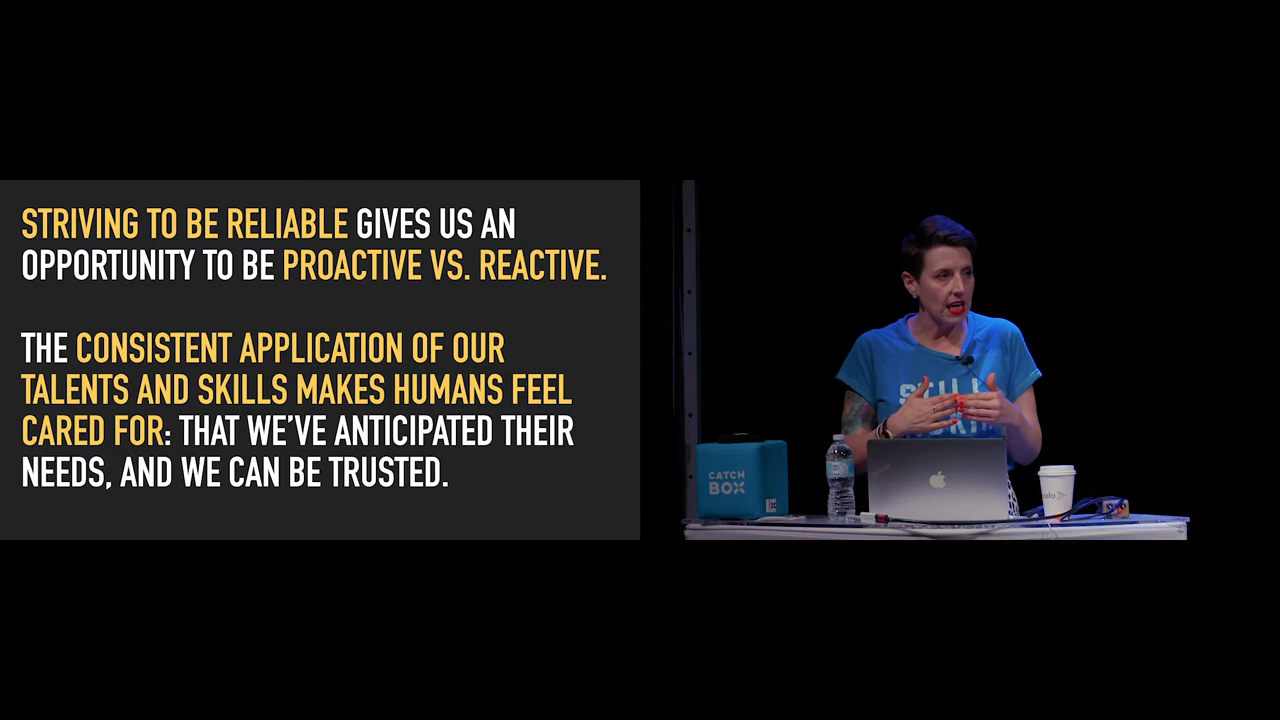 STRIVING TO BE RELIABLE GIVES US AN
OPPORTUNITY TO BE PROACTIVE VS. REACTIVE.
THE CONSISTENT APPLICATION OF OUR
TALENTS AND SKILLS MAKES HUMANS FEEL
CARED FOR: THAT WE'VE ANTICIPATED THEIR
NEEDS, AND WE CAN BE TRUSTED.
CATCH
BOX